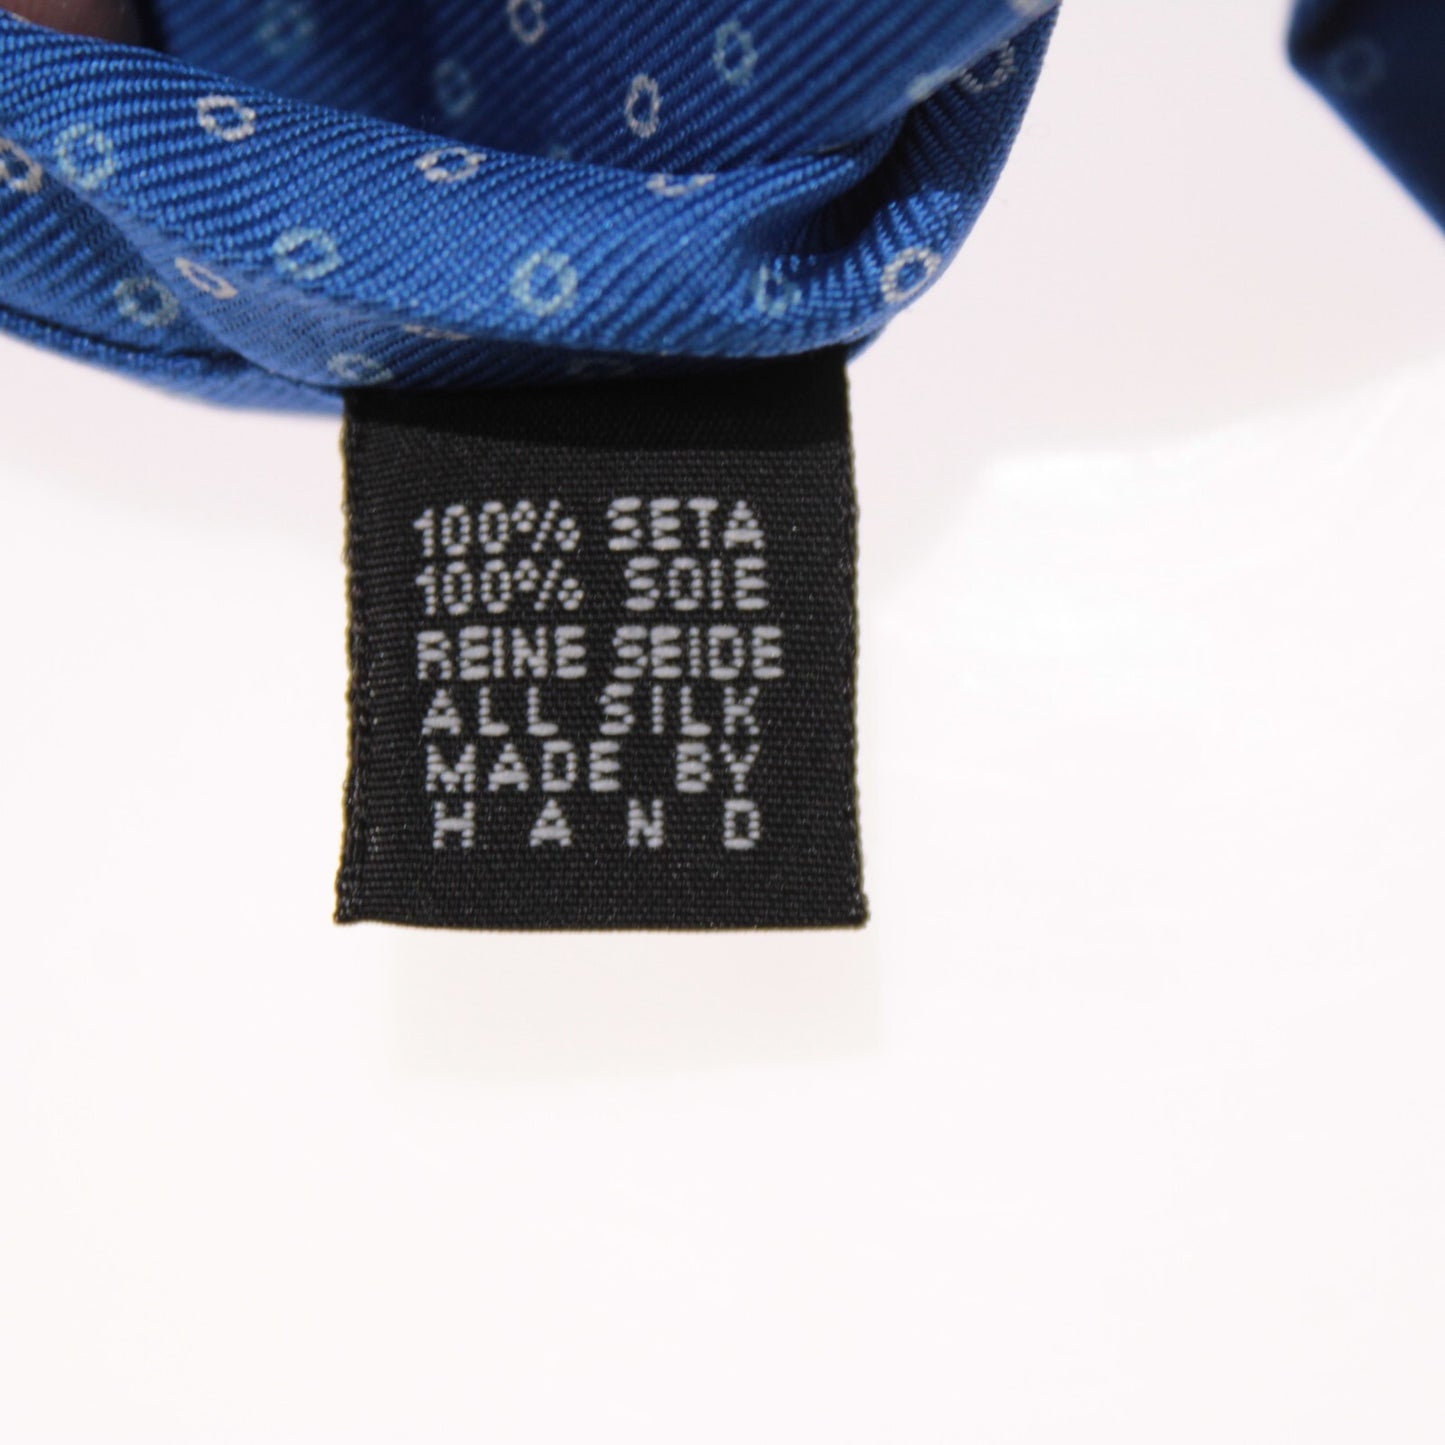 100% SETA
100% SOIE
REINE SEIDE
ALL SILK
MADE BY
HAND